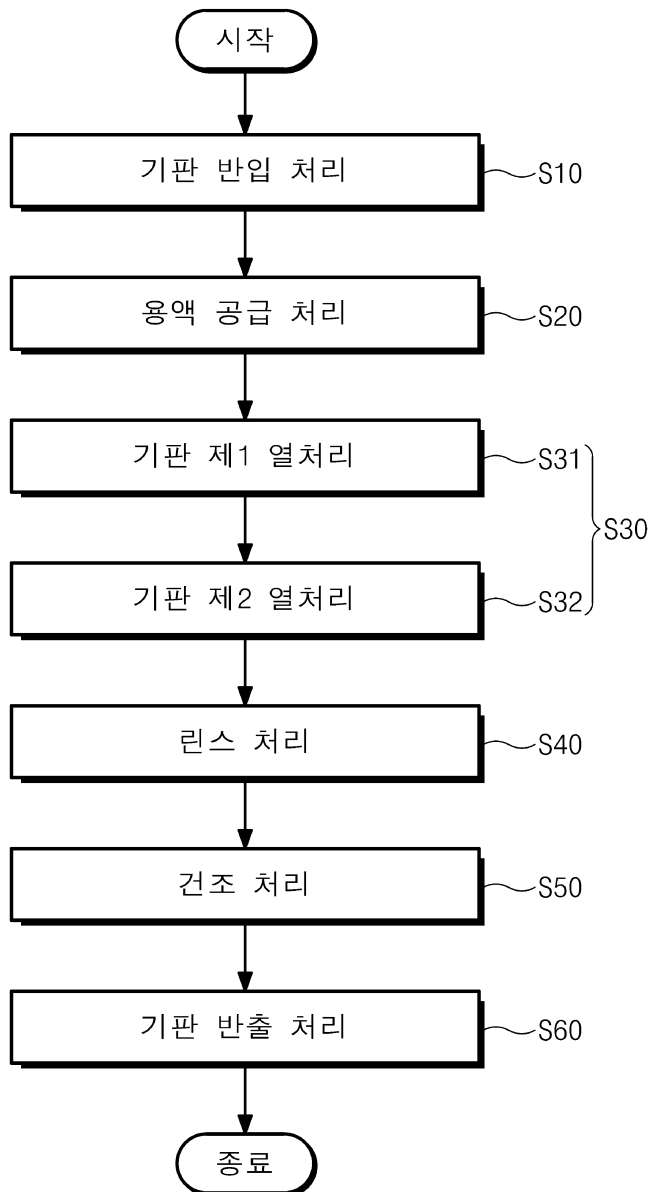 시작
기판 반입 처리 S10
용액 공급 처리 S20
기판 제1 열처리 S31
S30
기판 제2 열처리 S32
린스 처리 S40
건조 처리 S50
기판 반출 처리 S60
종료